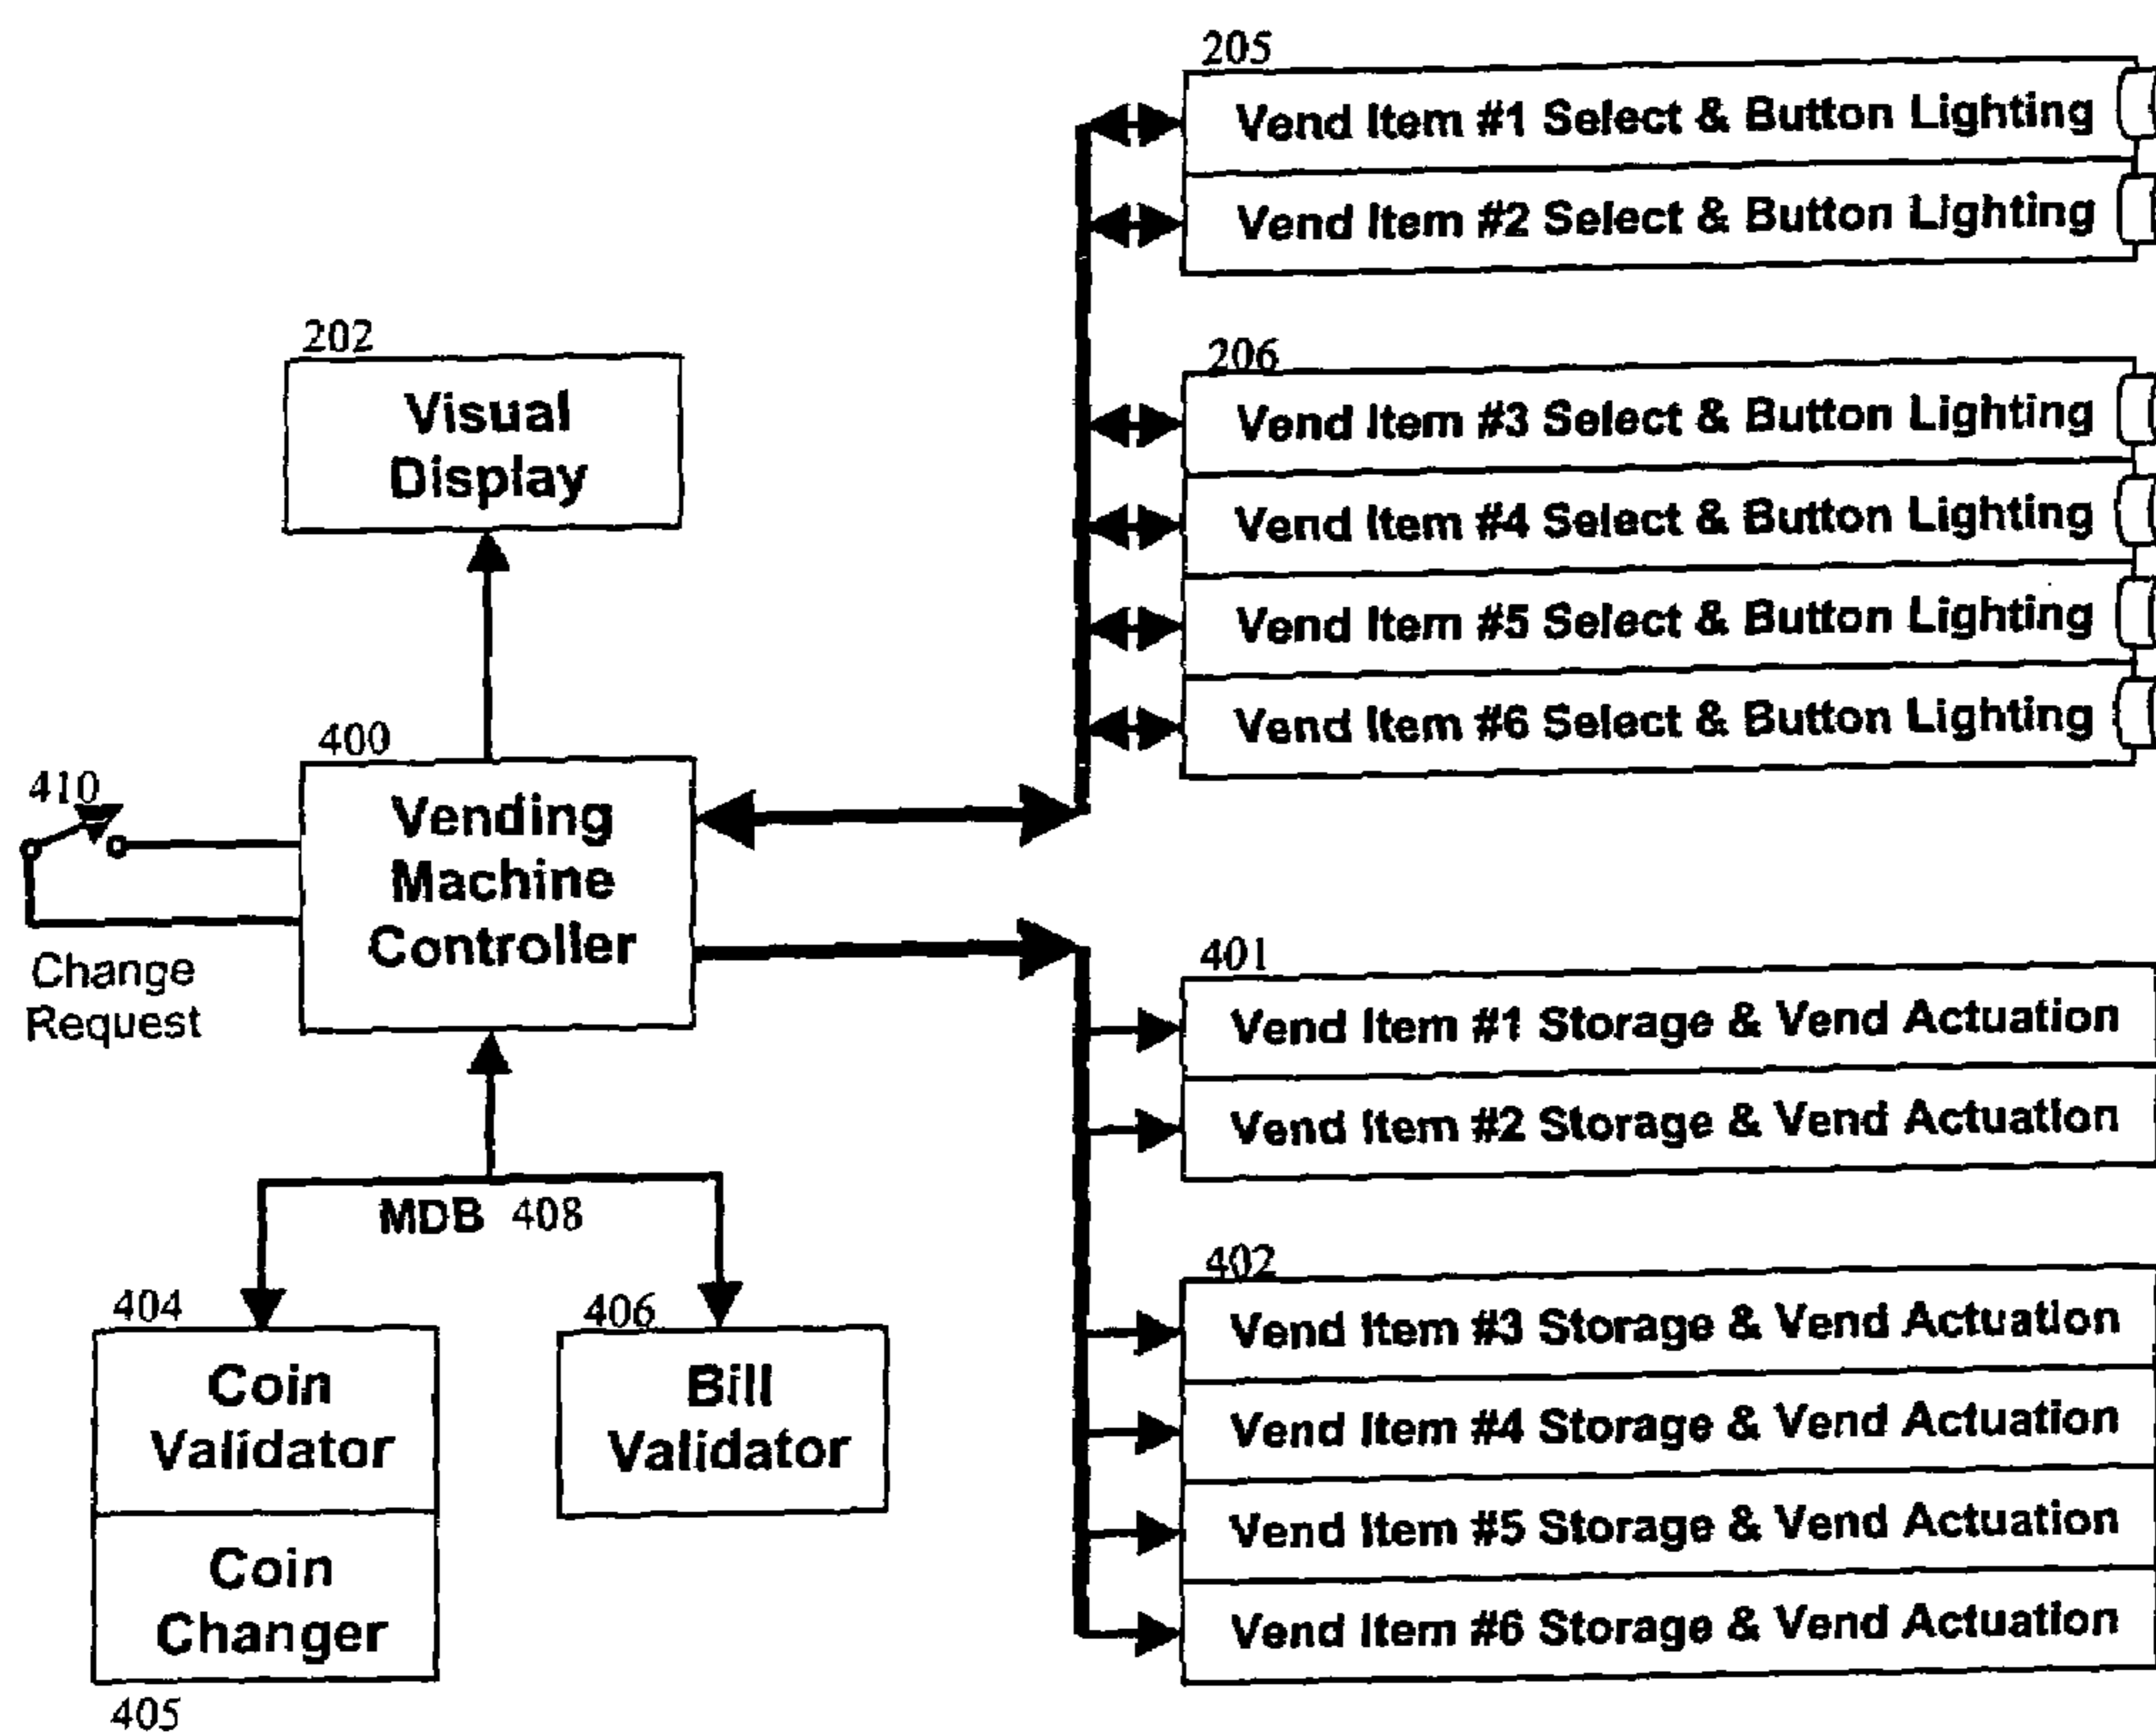 205
Vend Item #1 Select & Button Lighting
Vend Item #2 Select & Button Lighting
206
Vend Item #3 Select & Button Lighting
Vend Item #4 Select & Button Lighting
Vend Item #5 Select & Button Lighting
Vend Item #6 Select & Button Lighting
202
Visual
Display
400
Vending
Machine
Controller
410
Change
Request
MDB 408
404
Coin
Validator
Coin
Changer
405
406
Bill
Validator
401
Vend Item #1 Storage & Vend Actuation
Vend Item #2 Storage & Vend Actuation
402
Vend Item #3 Storage & Vend Actuation
Vend Item #4 Storage & Vend Actuation
Vend Item #5 Storage & Vend Actuation
Vend Item #6 Storage & Vend Actuation